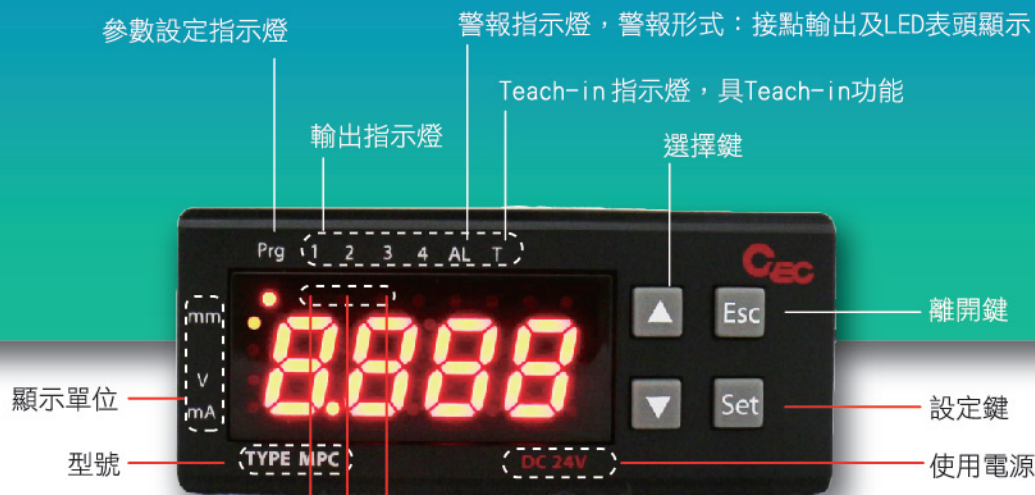 參數設定指示燈
警報指示燈，警報形式：接點輸出及LED表頭顯示
Teach-in 指示燈，具Teach-in功能
輸出指示燈
選擇鍵
Prg 1 2 3 4 AL T
CEC
mm
V
mA
8.888
Esc
Set
離開鍵
顯示單位
設定鍵
型號
TYPE MPC
DC 24V
使用電源